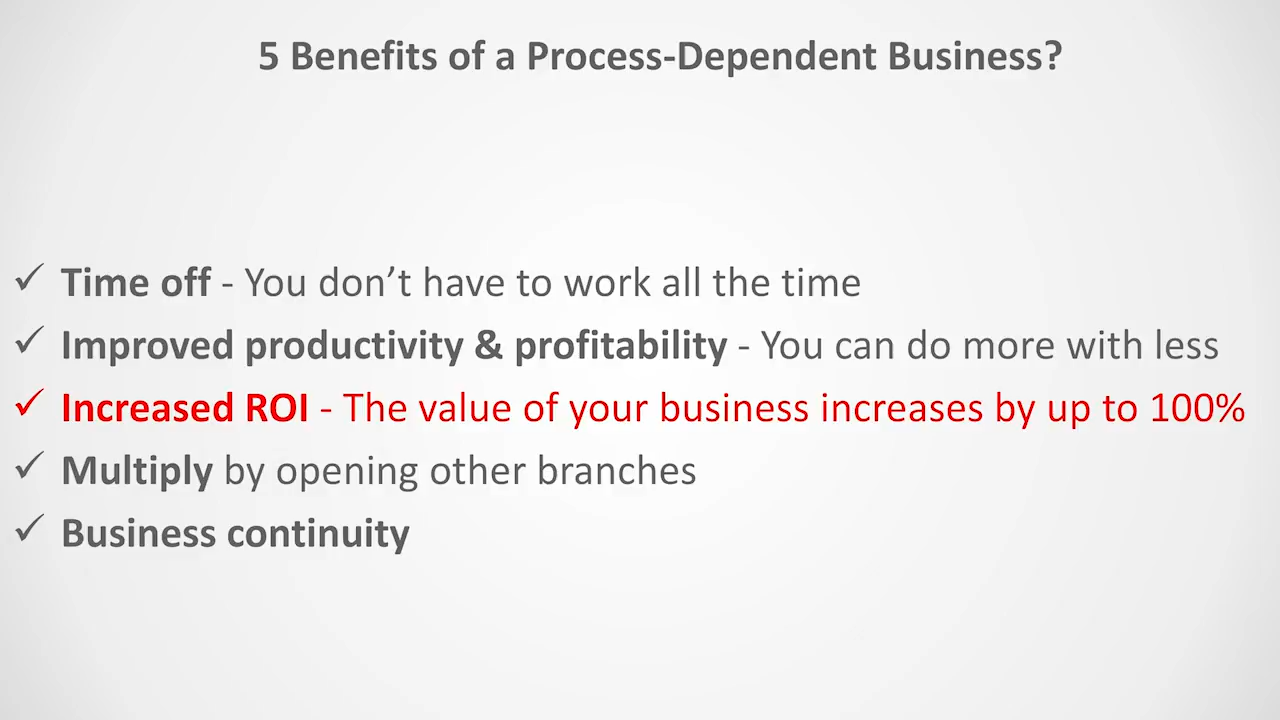 5 Benefits of a Process-Dependent Business?
✓ Time off - You don’t have to work all the time
✓ Improved productivity & profitability - You can do more with less
✓ Increased ROI - The value of your business increases by up to 100%
✓ Multiply by opening other branches
✓ Business continuity